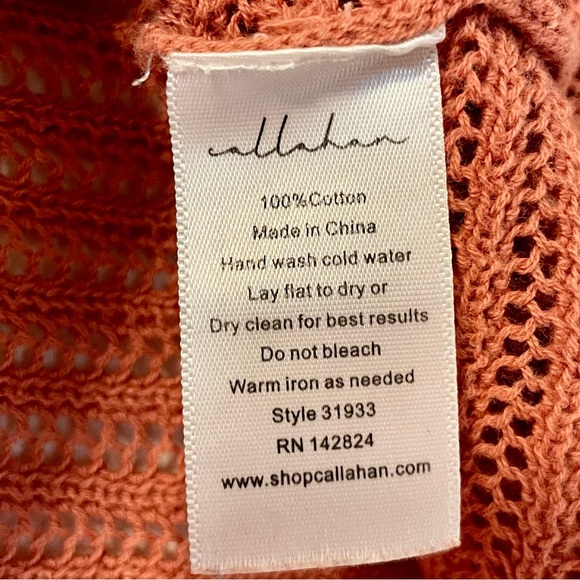 callahan
100%Cotton
Made in China
Hand wash cold water
Lay flat to dry or
Dry clean for best results
Do not bleach
Warm iron as needed
Style 31933
RN 142824
www.shopcallahan.com